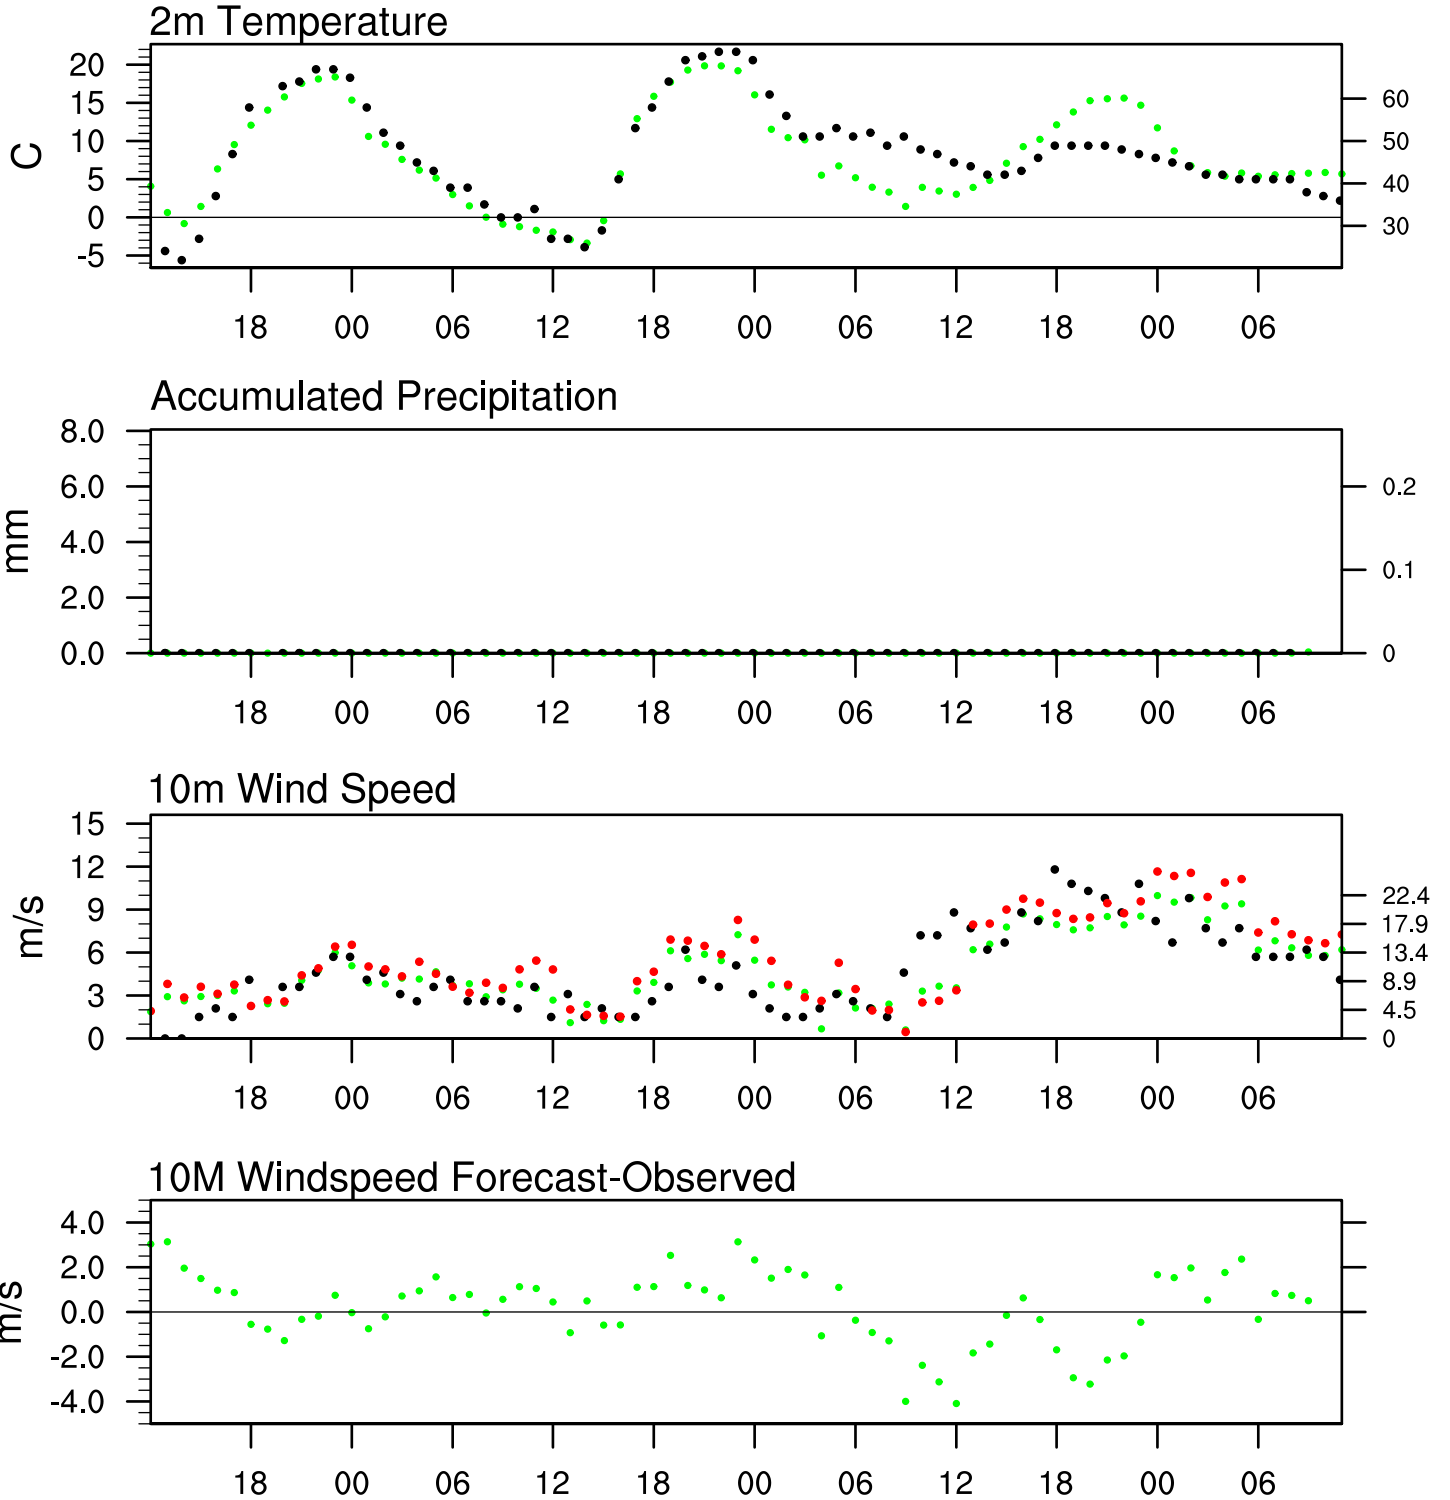 2m Temperature
20
15
10
5
0
-5
C
60
50
40
30
18 00 06 12 18 00 06 12 18 00 06
Accumulated Precipitation
8.0
6.0
4.0
2.0
0.0
mm
0.2
0.1
0
18 00 06 12 18 00 06 12 18 00 06
10m Wind Speed
15
12
9
6
3
0
m/s
22.4
17.9
13.4
8.9
4.5
0
18 00 06 12 18 00 06 12 18 00 06
10M Windspeed Forecast-Observed
4.0
2.0
0.0
-2.0
-4.0
m/s
18 00 06 12 18 00 06 12 18 00 06